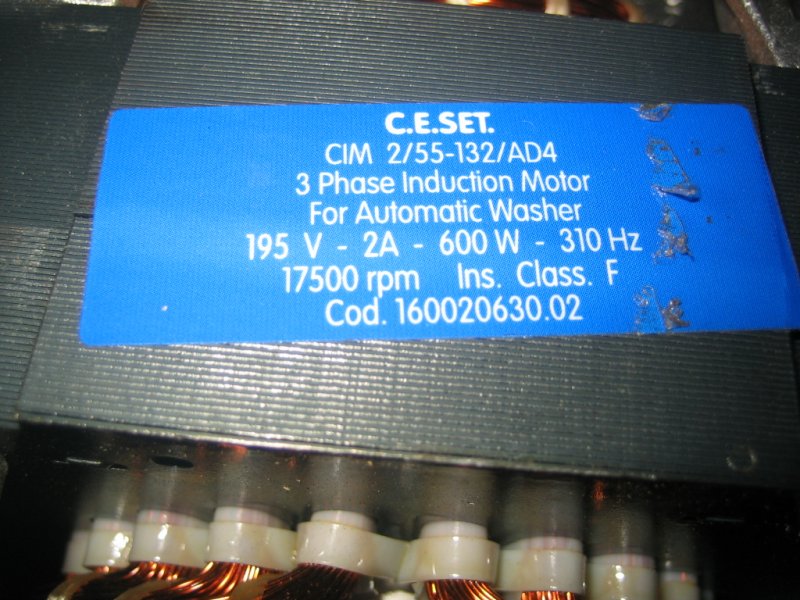 C.E.SET.
CIM 2/55-132/AD4
3 Phase Induction Motor
For Automatic Washer
195 V - 2A - 600 W - 310 Hz
17500 rpm Ins. Class. F
Cod. 160020630.02